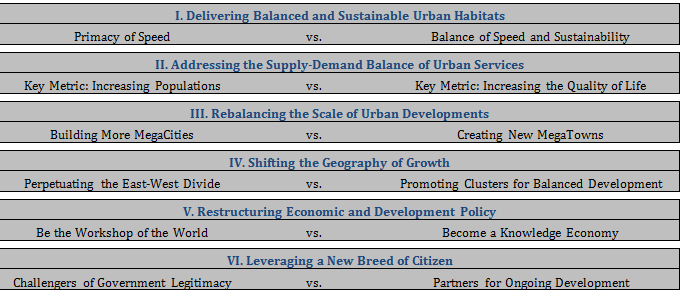 I. Delivering Balanced and Sustainable Urban Habitats
Primacy of Speed vs. Balance of Speed and Sustainability
II. Addressing the Supply-Demand Balance of Urban Services
Key Metric: Increasing Populations vs. Key Metric: Increasing the Quality of Life
III. Rebalancing the Scale of Urban Developments
Building More MegaCities vs. Creating New MegaTowns
IV. Shifting the Geography of Growth
Perpetuating the East-West Divide vs. Promoting Clusters for Balanced Development
V. Restructuring Economic and Development Policy
Be the Workshop of the World vs. Become a Knowledge Economy
VI. Leveraging a New Breed of Citizen
Challengers of Government Legitimacy vs. Partners for Ongoing Development